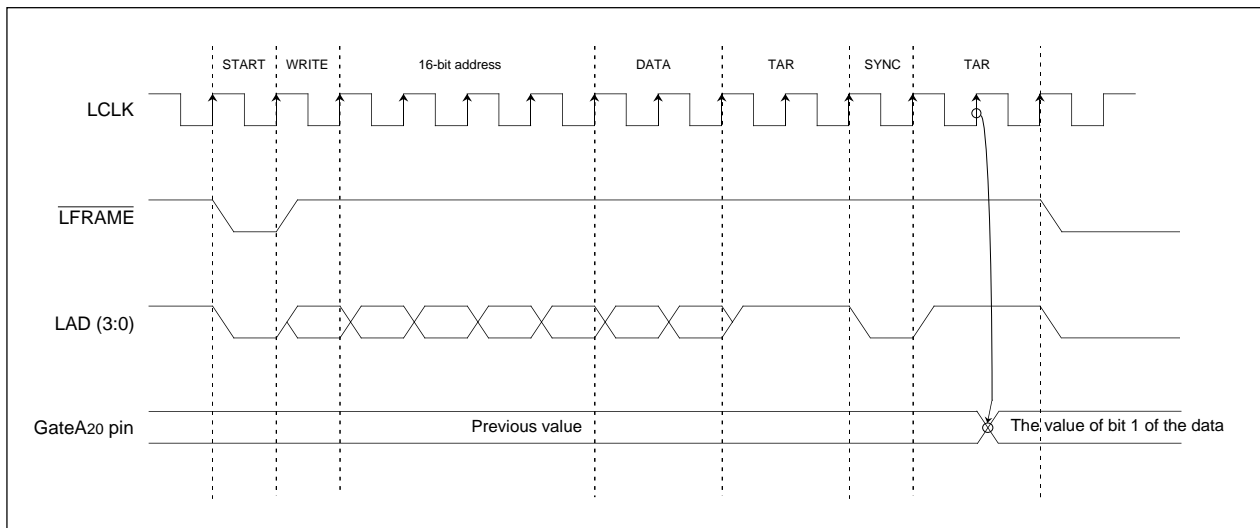 START WRITE 16-bit address DATA TAR SYNC TAR
LCLK
LFRAME
LAD (3:0)
GateA20 pin Previous value The value of bit 1 of the data